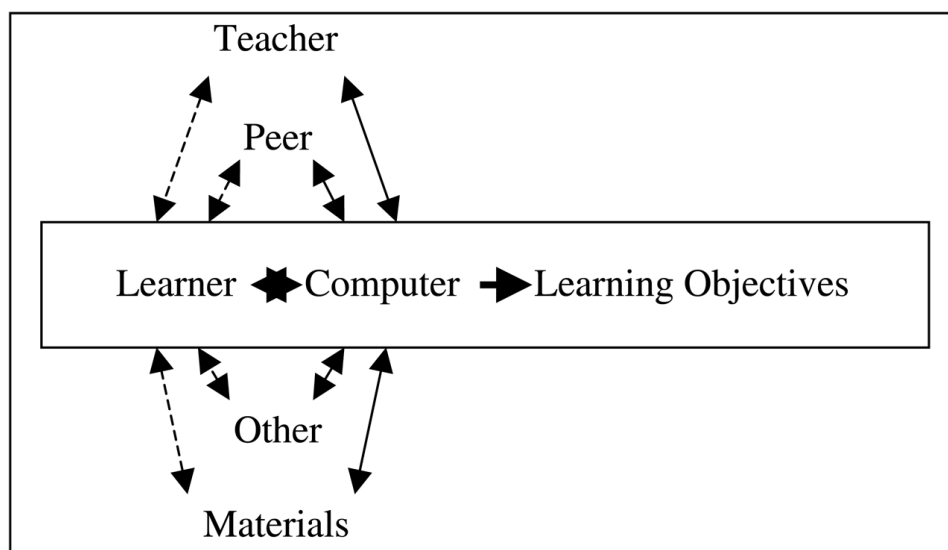 Teacher
Peer
Learner Computer Learning Objectives
Other
Materials